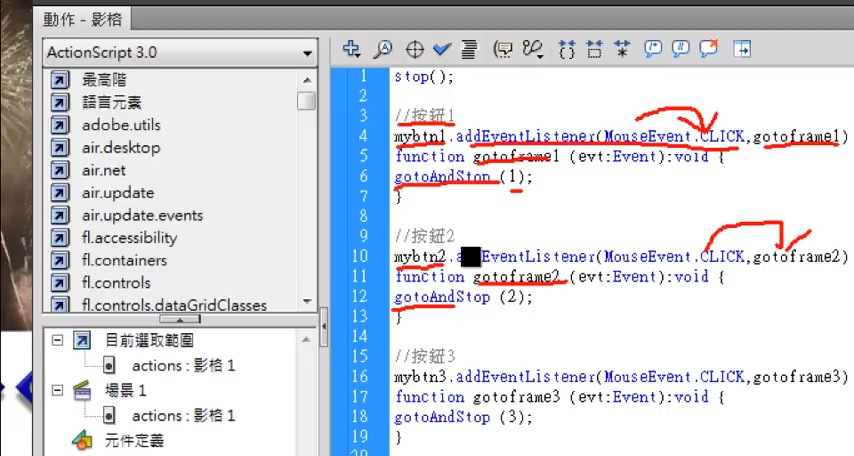 動作 - 影格
ActionScript 3.0
最高階
語言元素
adobe.utils
air.desktop
air.net
air.update
air.update.events
fl.accessibility
fl.containers
fl.controls
fl.controls.dataGridClasses
目前選取範圍
actions : 影格 1
場景 1
actions : 影格 1
元件定義
1 stop();
2
3 //按鈕1
4 mybtn1.addEventListener(MouseEvent.CLICK,gotoframe1)
5 function gotoframe1 (evt:Event):void {
6 gotoAndStop (1);
7 }
8
9 //按鈕2
10 mybtn2.a EventListener(MouseEvent.CLICK,gotoframe2)
11 function gotoframe2 (evt:Event):void {
12 gotoAndStop (2);
13 }
14
15 //按鈕3
16 mybtn3.addEventListener(MouseEvent.CLICK,gotoframe3)
17 function gotoframe3 (evt:Event):void {
18 gotoAndStop (3);
19 }